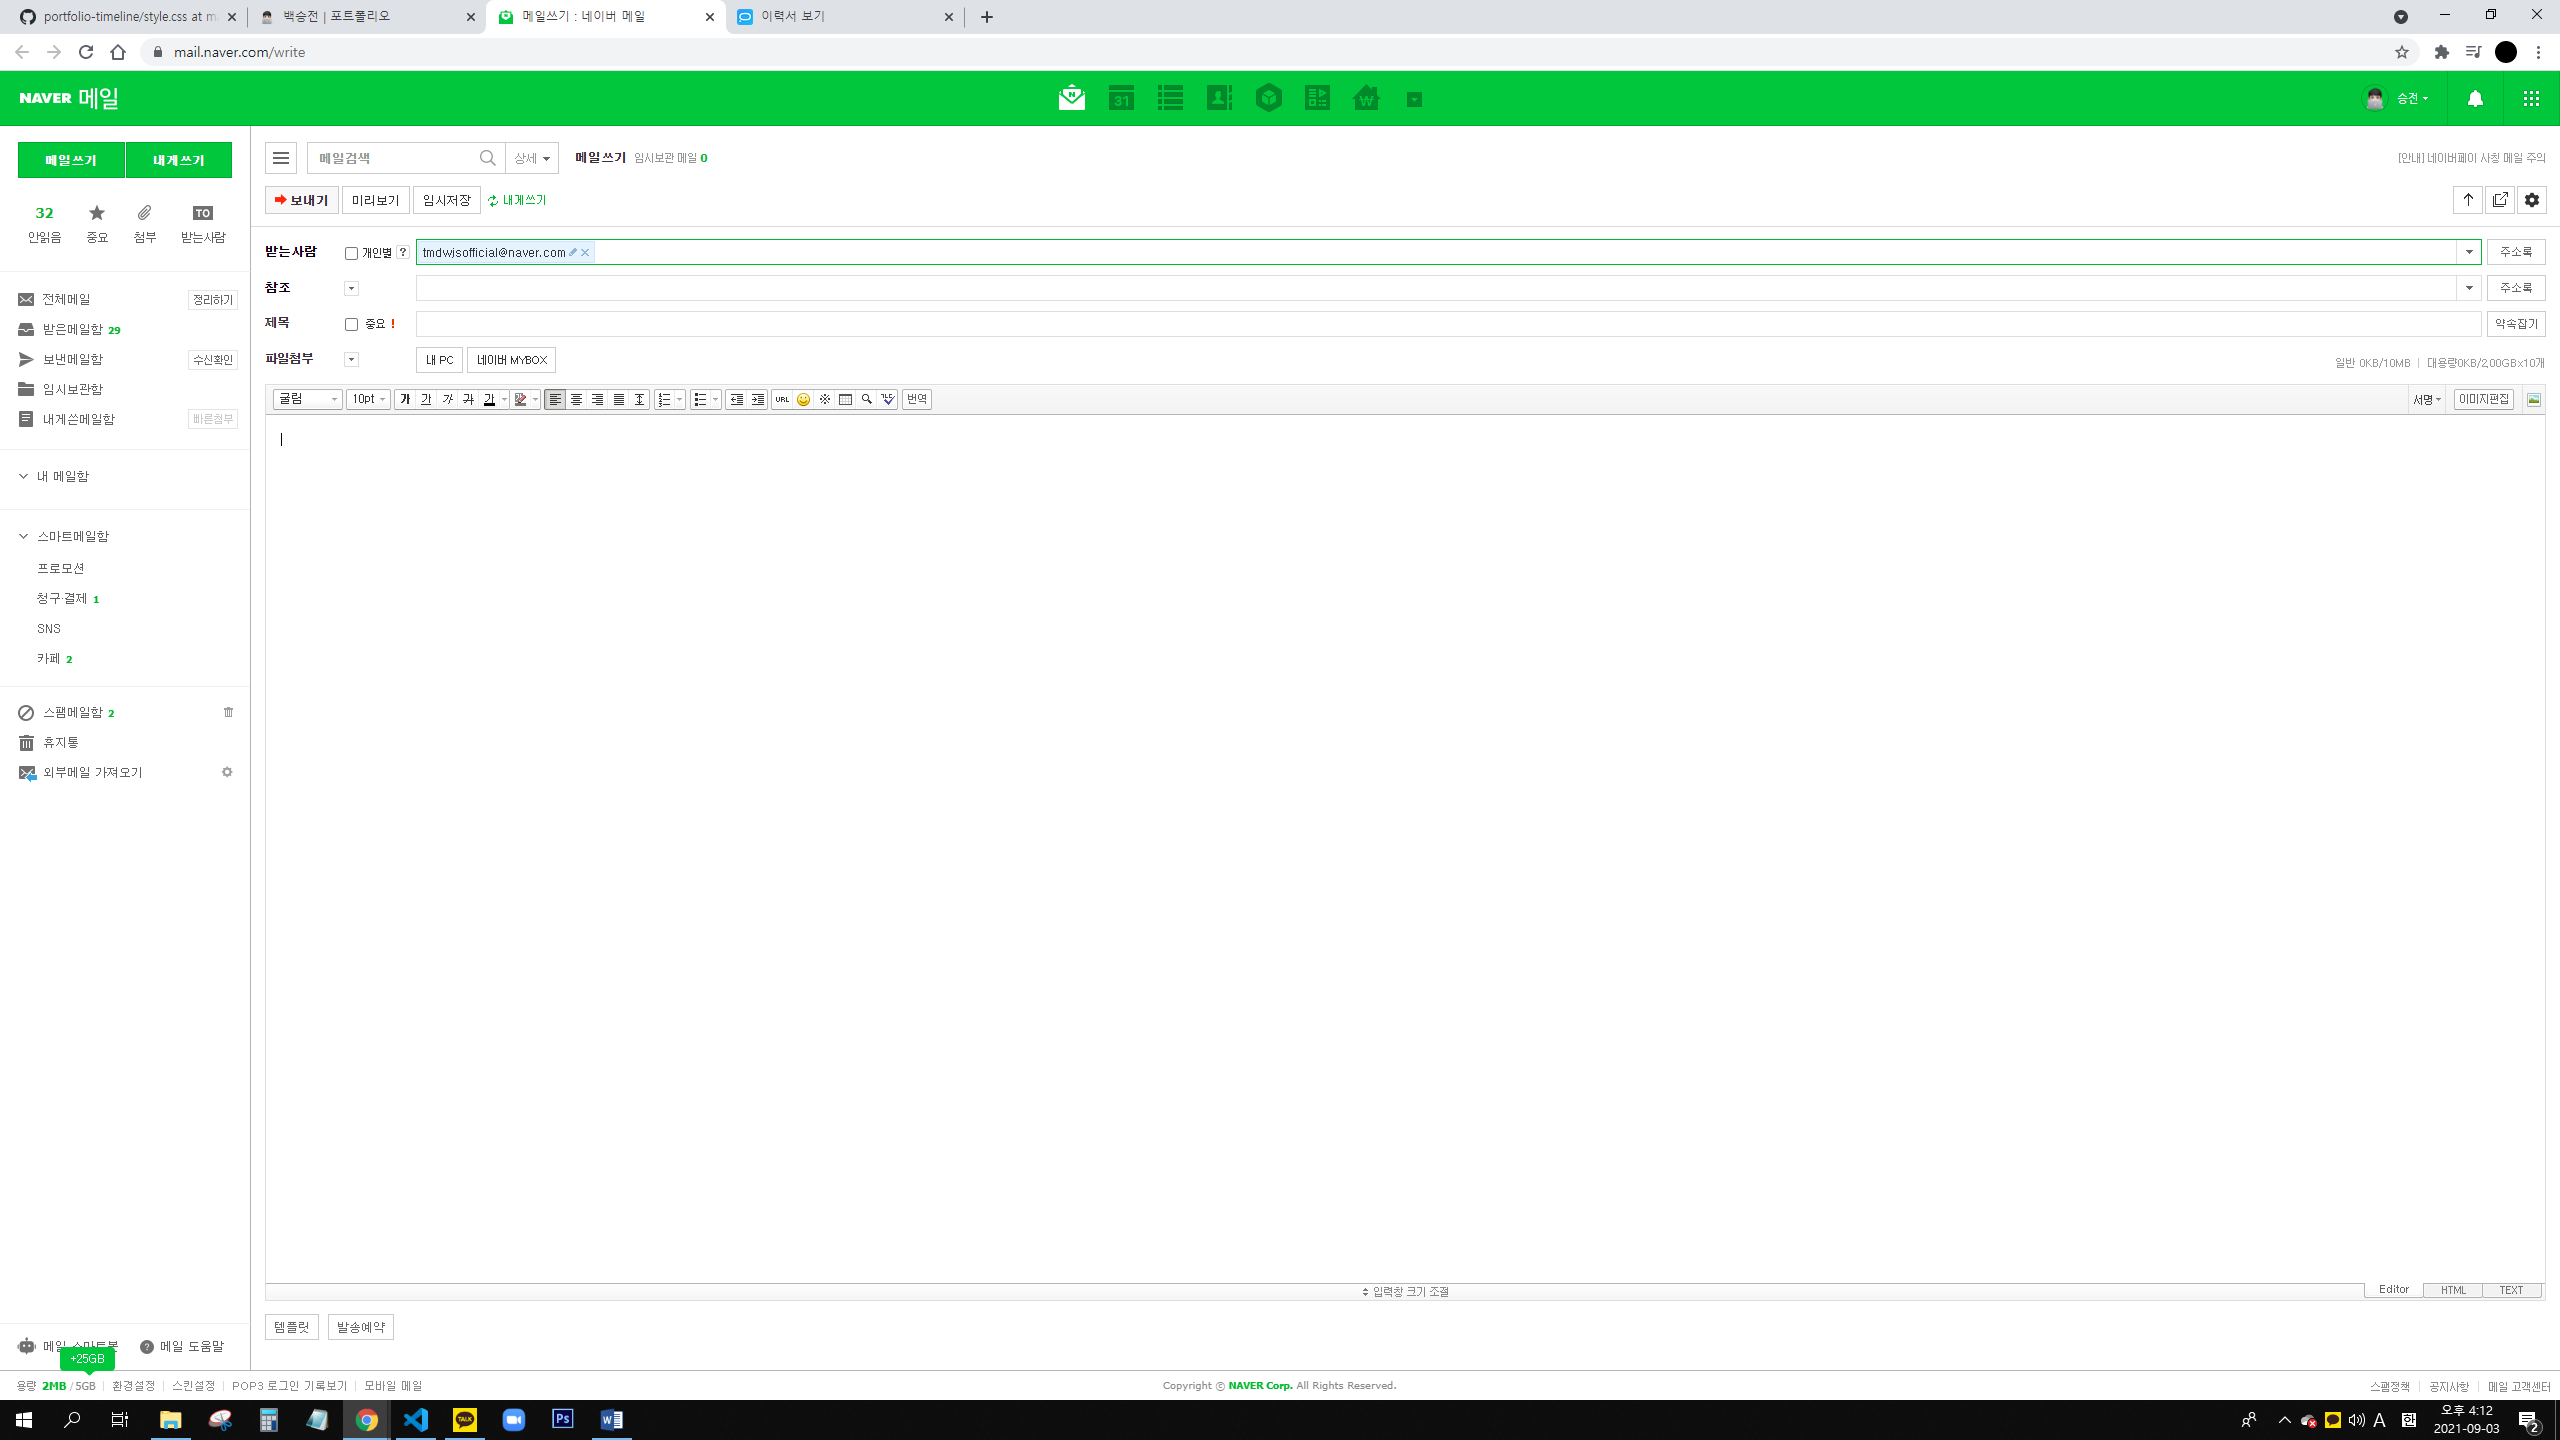 portfolio-timeline/style.css at m
백승전 | 포트폴리오
메일쓰기 : 네이버 메일
이력서 보기
mail.naver.com/write
NAVER 메일
31
승전
메일쓰기
내게쓰기
메일검색
상세
메일쓰기
임시보관 메일 0
[안내] 네이버페이 사칭 메일 주의
보내기
미리보기
임시저장
내게쓰기
32
TO
안읽음
중요
첨부
받는사람
받는사람
개인별 ?
tmdwjsofficial@naver.com
주소록
참조
주소록
제목
중요 !
약속잡기
파일첨부
내 PC
네이버 MYBOX
일반 0KB/10MB | 대용량0KB/2.00GBx10개
전체메일
정리하기
받은메일함 29
보낸메일함
수신확인
임시보관함
내게쓴메일함
빠른첨부
굴림
10pt
가
가
가
가
가
URL
번역
서명
이미지편집
내 메일함
스마트메일함
프로모션
청구·결제 1
SNS
카페 2
스팸메일함 2
휴지통
외부메일 가져오기
입력창 크기 조절
Editor
HTML
TEXT
템플릿
발송예약
메일 스마트봇
메일 도움말
+25GB
용량 2MB / 5GB
환경설정
스킨설정
POP3 로그인 기록보기
모바일 메일
Copyright © NAVER Corp. All Rights Reserved.
스팸정책
공지사항
메일 고객센터
TALK
Ps
A
한
오후 4:12
2021-09-03
2